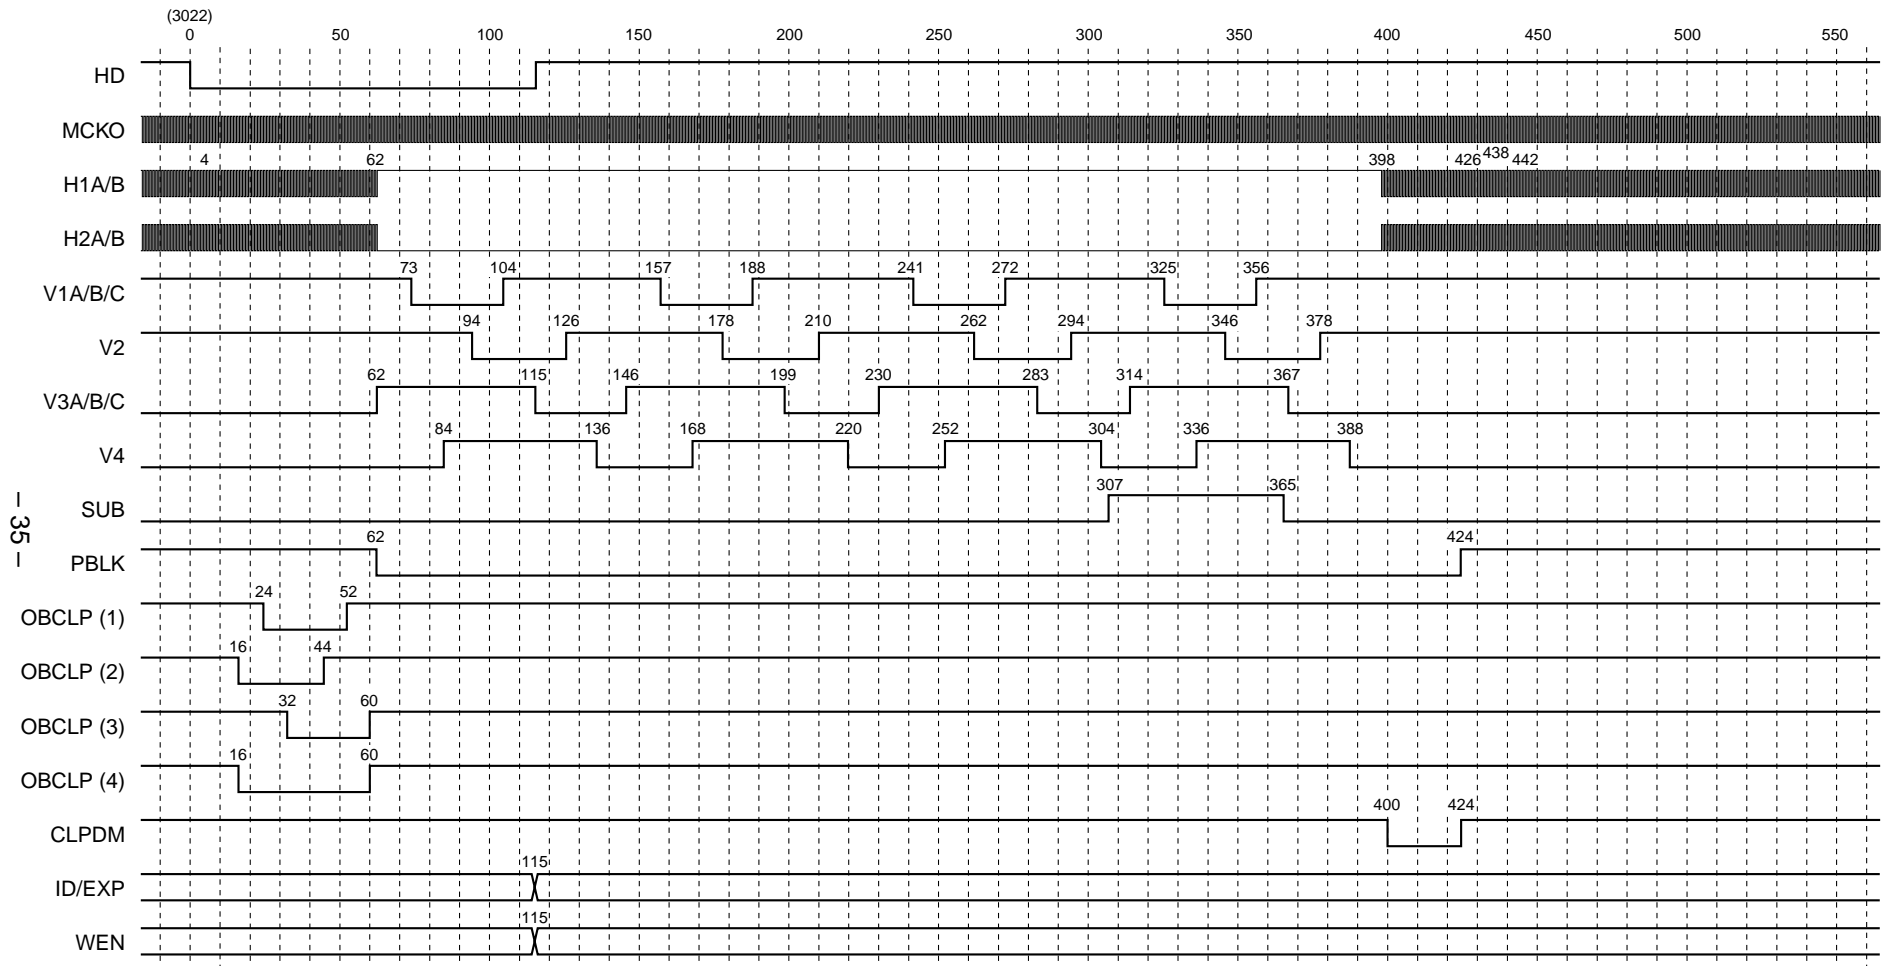 (3022)
0 50 100 150 200 250 300 350 400 450 500 550
HD
MCKO
4 62 398 426 438 442
H1A/B
H2A/B
73 104 157 188 241 272 325 356
V1A/B/C
94 126 178 210 262 294 346 378
V2
62 115 146 199 230 283 314 367
V3A/B/C
84 136 168 220 252 304 336 388
V4
307 365
SUB
62 424
PBLK
24 52
OBCLP (1)
16 44
OBCLP (2)
32 60
OBCLP (3)
16 60
OBCLP (4)
400 424
CLPDM
115
ID/EXP
115
WEN
– 35 –